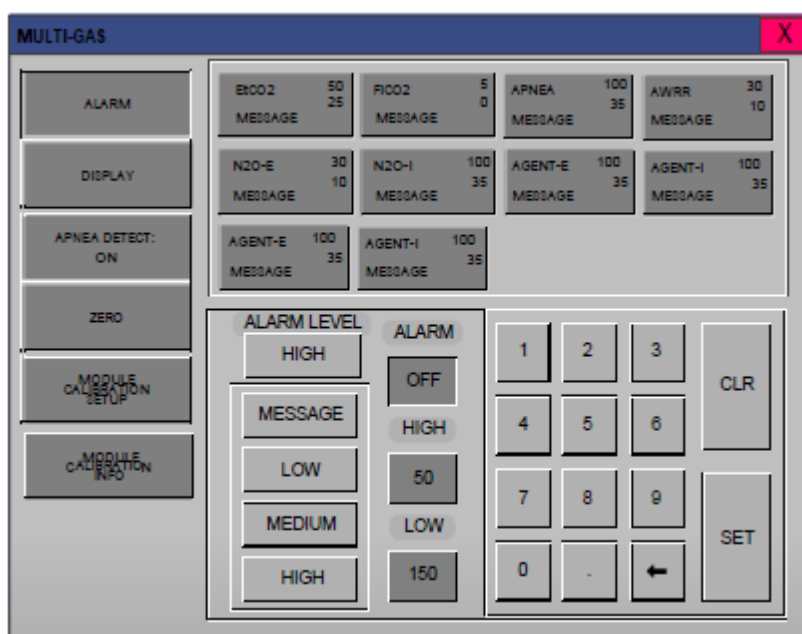 MULTI-GAS X
ALARM
DISPLAY
APNEA DETECT:
ON
ZERO
MODULE
CALIBRATION
SETUP
MODULE
CALIBRATION
INFO
EtCO2 50
25
MESSAGE
FICO2 5
0
MESSAGE
APNEA 100
35
MESSAGE
AWRR 30
10
MESSAGE
N2O-E 30
10
MESSAGE
N2O-I 100
35
MESSAGE
AGENT-E 100
35
MESSAGE
AGENT-I 100
35
MESSAGE
AGENT-E 100
35
MESSAGE
AGENT-I 100
35
MESSAGE
ALARM LEVEL
HIGH
MESSAGE
LOW
MEDIUM
HIGH
ALARM
OFF
HIGH
50
LOW
150
1 2 3
4 5 6
7 8 9
0 . ←
CLR
SET